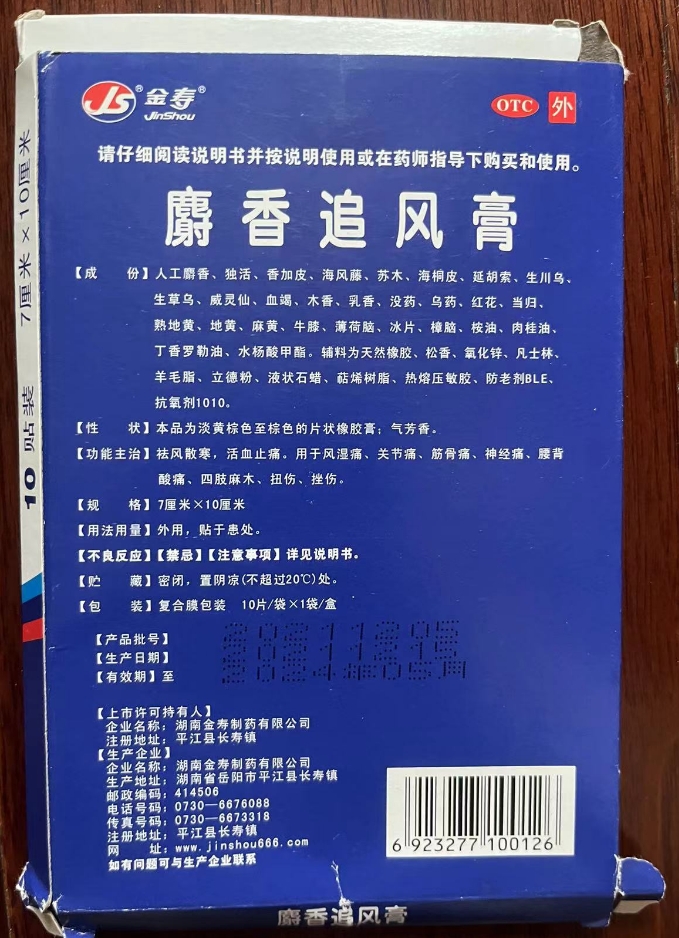 JS® 金寿®
JinShou
OTC 外
请仔细阅读说明书并按说明使用或在药师指导下购买和使用。
麝香追风膏
【成 份】人工麝香、独活、香加皮、海风藤、苏木、海桐皮、延胡索、生川乌、
生草乌、威灵仙、血竭、木香、乳香、没药、乌药、红花、当归、
熟地黄、地黄、麻黄、牛膝、薄荷脑、冰片、樟脑、桉油、肉桂油、
丁香罗勒油、水杨酸甲酯。辅料为天然橡胶、松香、氧化锌、凡士林、
羊毛脂、立德粉、液状石蜡、萜烯树脂、热熔压敏胶、防老剂BLE、
抗氧剂1010。
【性 状】本品为淡黄棕色至棕色的片状橡胶膏；气芳香。
【功能主治】祛风散寒，活血止痛。用于风湿痛、关节痛、筋骨痛、神经痛、腰背
酸痛、四肢麻木、扭伤、挫伤。
【规 格】7厘米×10厘米
【用法用量】外用，贴于患处。
【不良反应】【禁忌】【注意事项】详见说明书。
【贮 藏】密闭，置阴凉(不超过20℃)处。
【包 装】复合膜包装 10片/袋×1袋/盒
【产品批号】
【生产日期】
【有效期】至 2024年05月
【上市许可持有人】
企业名称：湖南金寿制药有限公司
注册地址：平江县长寿镇
【生产企业】
企业名称：湖南金寿制药有限公司
生产地址：湖南省岳阳市平江县长寿镇
邮政编码：414506
电话号码：0730—6676088
传真号码：0730—6673318
注册地址：平江县长寿镇
网 址：www.jinshou666.com
如有问题可与生产企业联系
6 923277 100126
麝香追风膏
10 贴装 7厘米×10厘米